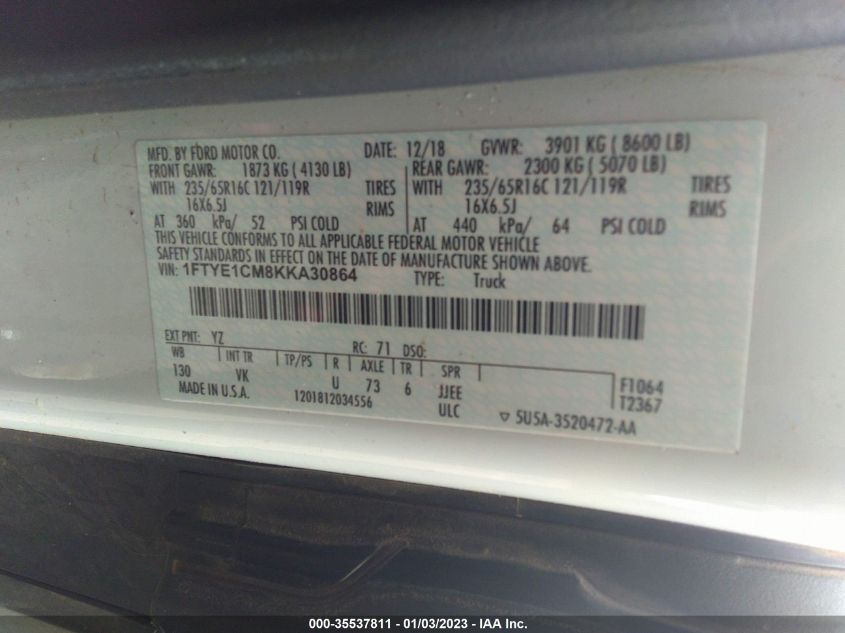 MFD. BY FORD MOTOR CO. DATE: 12/18 GVWR: 3901 KG ( 8600 LB)
FRONT GAWR: 1873 KG ( 4130 LB) REAR GAWR: 2300 KG ( 5070 LB)
WITH 235/65R16C 121/119R TIRES WITH 235/65R16C 121/119R TIRES
16X6.5J RIMS 16X6.5J RIMS
AT 360 kPa/ 52 PSI COLD AT 440 kPa/ 64 PSI COLD
THIS VEHICLE CONFORMS TO ALL APPLICABLE FEDERAL MOTOR VEHICLE
SAFETY STANDARDS IN EFFECT ON THE DATE OF MANUFACTURE SHOWN ABOVE.
VIN: 1FTYE1CM8KKA30864 TYPE: Truck
EXT PNT: YZ RC: 71 DSO:
WB INT TR TP/PS R AXLE TR SPR
130 VK U 73 6 JJEE F1064
MADE IN U.S.A. 1201812034556 ULC T2367
▽ 5U5A-3520472-AA
000-35537811 - 01/03/2023 - IAA Inc.